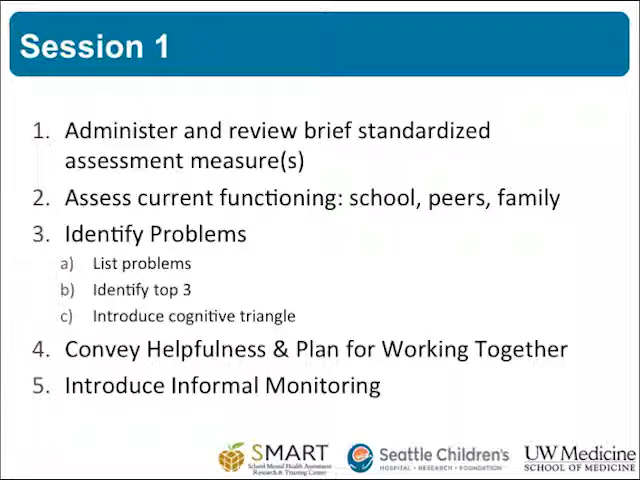 Session 1
1. Administer and review brief standardized
assessment measure(s)
2. Assess current functioning: school, peers, family
3. Identify Problems
a) List problems
b) Identify top 3
c) Introduce cognitive triangle
4. Convey Helpfulness & Plan for Working Together
5. Introduce Informal Monitoring
SMART
School Mental Health Assessment
Research & Training Center
Seattle Children's
HOSPITAL • RESEARCH • FOUNDATION
UW Medicine
SCHOOL OF MEDICINE